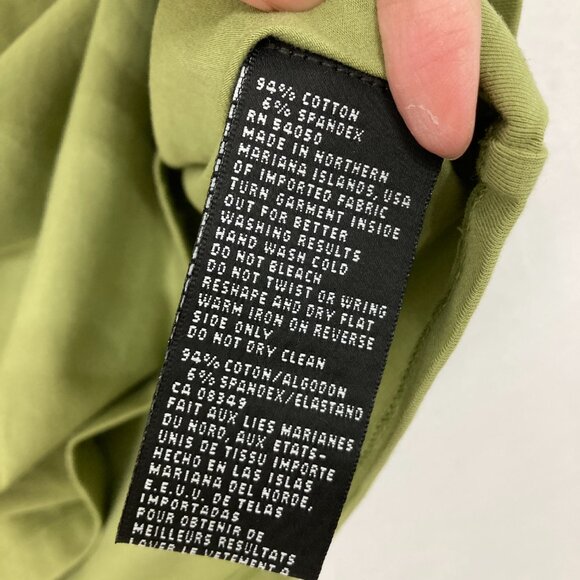 94% COTTON
6% SPANDEX
RN 54050
MADE IN NORTHERN
MARIANA ISLANDS, USA
OF IMPORTED FABRIC
TURN GARMENT INSIDE
OUT FOR BETTER
WASHING RESULTS
HAND WASH COLD
DO NOT BLEACH
DO NOT TWIST OR WRING
RESHAPE AND DRY FLAT
WARM IRON ON REVERSE
SIDE ONLY
DO NOT DRY CLEAN
94% COTON/ALGODON
6% SPANDEX/ELASTANO
CA 08349
FAIT AUX LIES MARIANES
DU NORD, AUX ETATS-
UNIS DE TISSU IMPORTE
HECHO EN LAS ISLAS
MARIANA DEL NORDE,
E.E.U.U. DE TELAS
IMPORTADAS
POUR OBTENIR DE
MEILLEURS RESULTATS
LAVER LE VETEMENT A